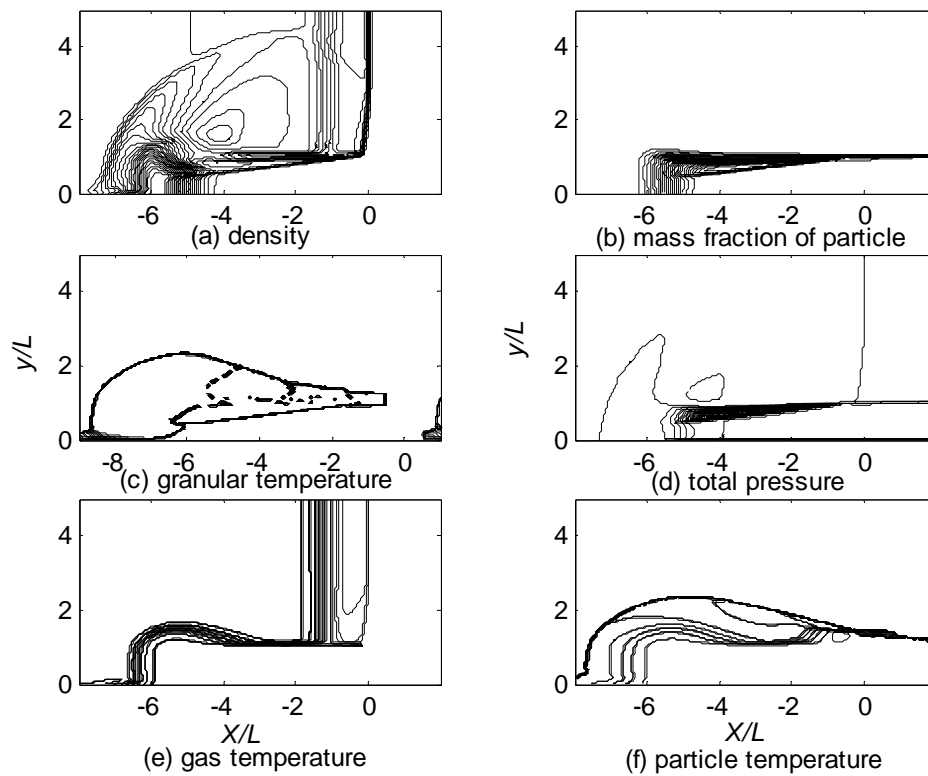 4
2
0
-6 -4 -2 0
(a) density
4
2
0
-6 -4 -2 0
(b) mass fraction of particle
y/L
4
2
0
-8 -6 -4 -2 0
(c) granular temperature
y/L
4
2
0
-6 -4 -2 0
(d) total pressure
4
2
0
-6 -4 -2 0
X/L
(e) gas temperature
4
2
0
-6 -4 -2 0
X/L
(f) particle temperature